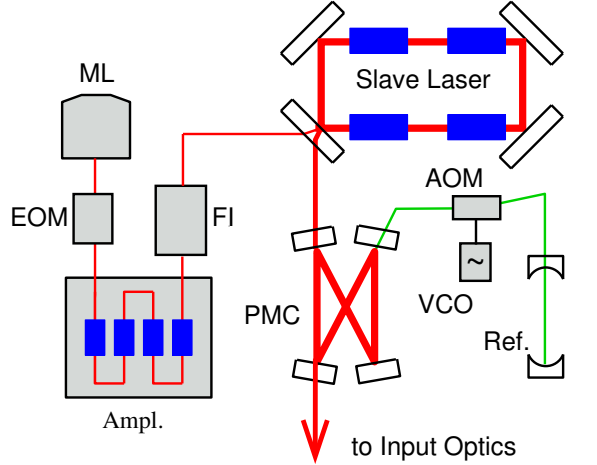 ML
Slave Laser
EOM
FI
AOM
~
PMC
VCO
Ref.
Ampl.
to Input Optics